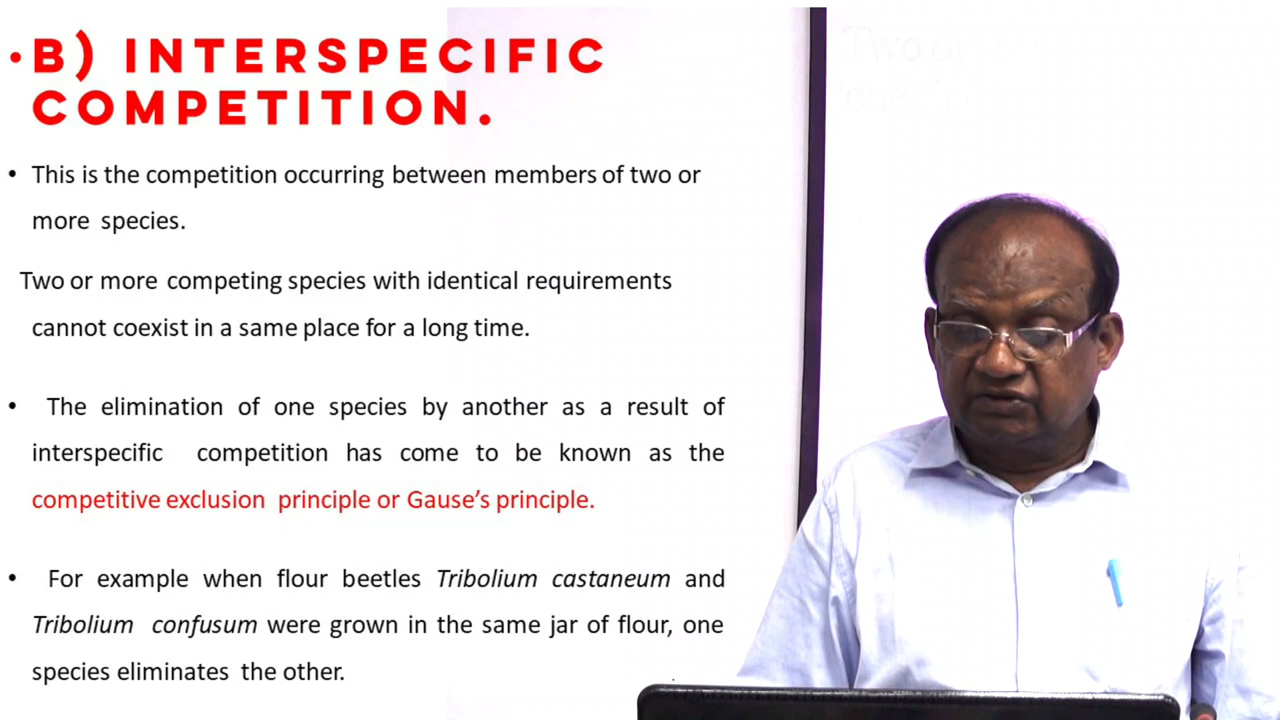 •B) INTERSPECIFIC
COMPETITION.
• This is the competition occurring between members of two or
more species.
Two or more competing species with identical requirements
cannot coexist in a same place for a long time.
• The elimination of one species by another as a result of
interspecific competition has come to be known as the
competitive exclusion principle or Gause's principle.
• For example when flour beetles Tribolium castaneum and
Tribolium confusum were grown in the same jar of flour, one
species eliminates the other.
Two or